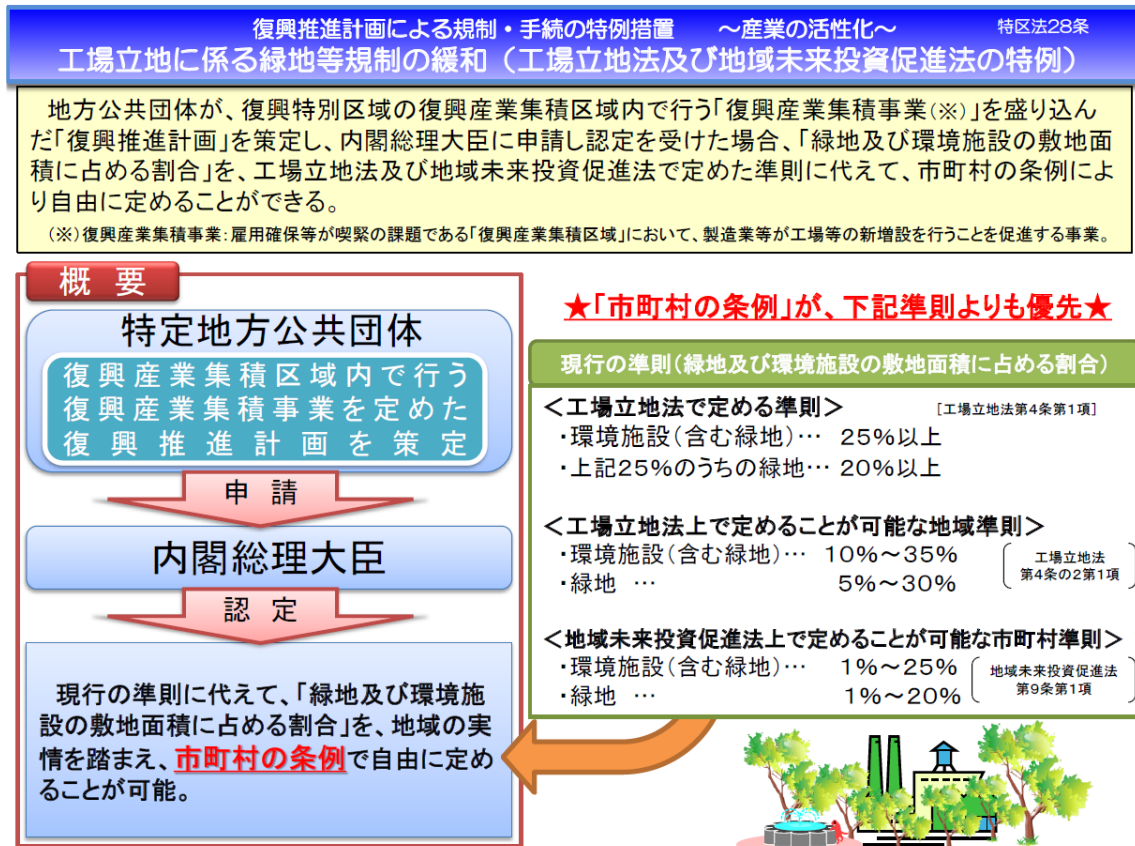 復興推進計画による規制・手続の特例措置　～産業の活性化～　特区法28条
工場立地に係る緑地等規制の緩和（工場立地法及び地域未来投資促進法の特例）
地方公共団体が、復興特別区域の復興産業集積区域内で行う「復興産業集積事業(※)」を盛り込ん
だ「復興推進計画」を策定し、内閣総理大臣に申請し認定を受けた場合、「緑地及び環境施設の敷地面
積に占める割合」を、工場立地法及び地域未来投資促進法で定めた準則に代えて、市町村の条例によ
り自由に定めることができる。
(※)復興産業集積事業:雇用確保等が喫緊の課題である「復興産業集積区域」において、製造業等が工場等の新増設を行うことを促進する事業。
概　要
特定地方公共団体
復興産業集積区域内で行う
復興産業集積事業を定めた
復興推進計画を策定
申　請
内閣総理大臣
認　定
現行の準則に代えて、「緑地及び環境施
設の敷地面積に占める割合」を、地域の実
情を踏まえ、市町村の条例で自由に定め
ることが可能。
★「市町村の条例」が、下記準則よりも優先★
現行の準則(緑地及び環境施設の敷地面積に占める割合)
＜工場立地法で定める準則＞　[工場立地法第4条第1項]
・環境施設(含む緑地)… 25%以上
・上記25%のうちの緑地… 20%以上
＜工場立地法上で定めることが可能な地域準則＞
・環境施設(含む緑地)… 10%～35%
・緑地 … 5%～30%
工場立地法
第4条の2第1項
＜地域未来投資促進法上で定めることが可能な市町村準則＞
・環境施設(含む緑地)… 1%～25%
・緑地 … 1%～20%
地域未来投資促進法
第9条第1項